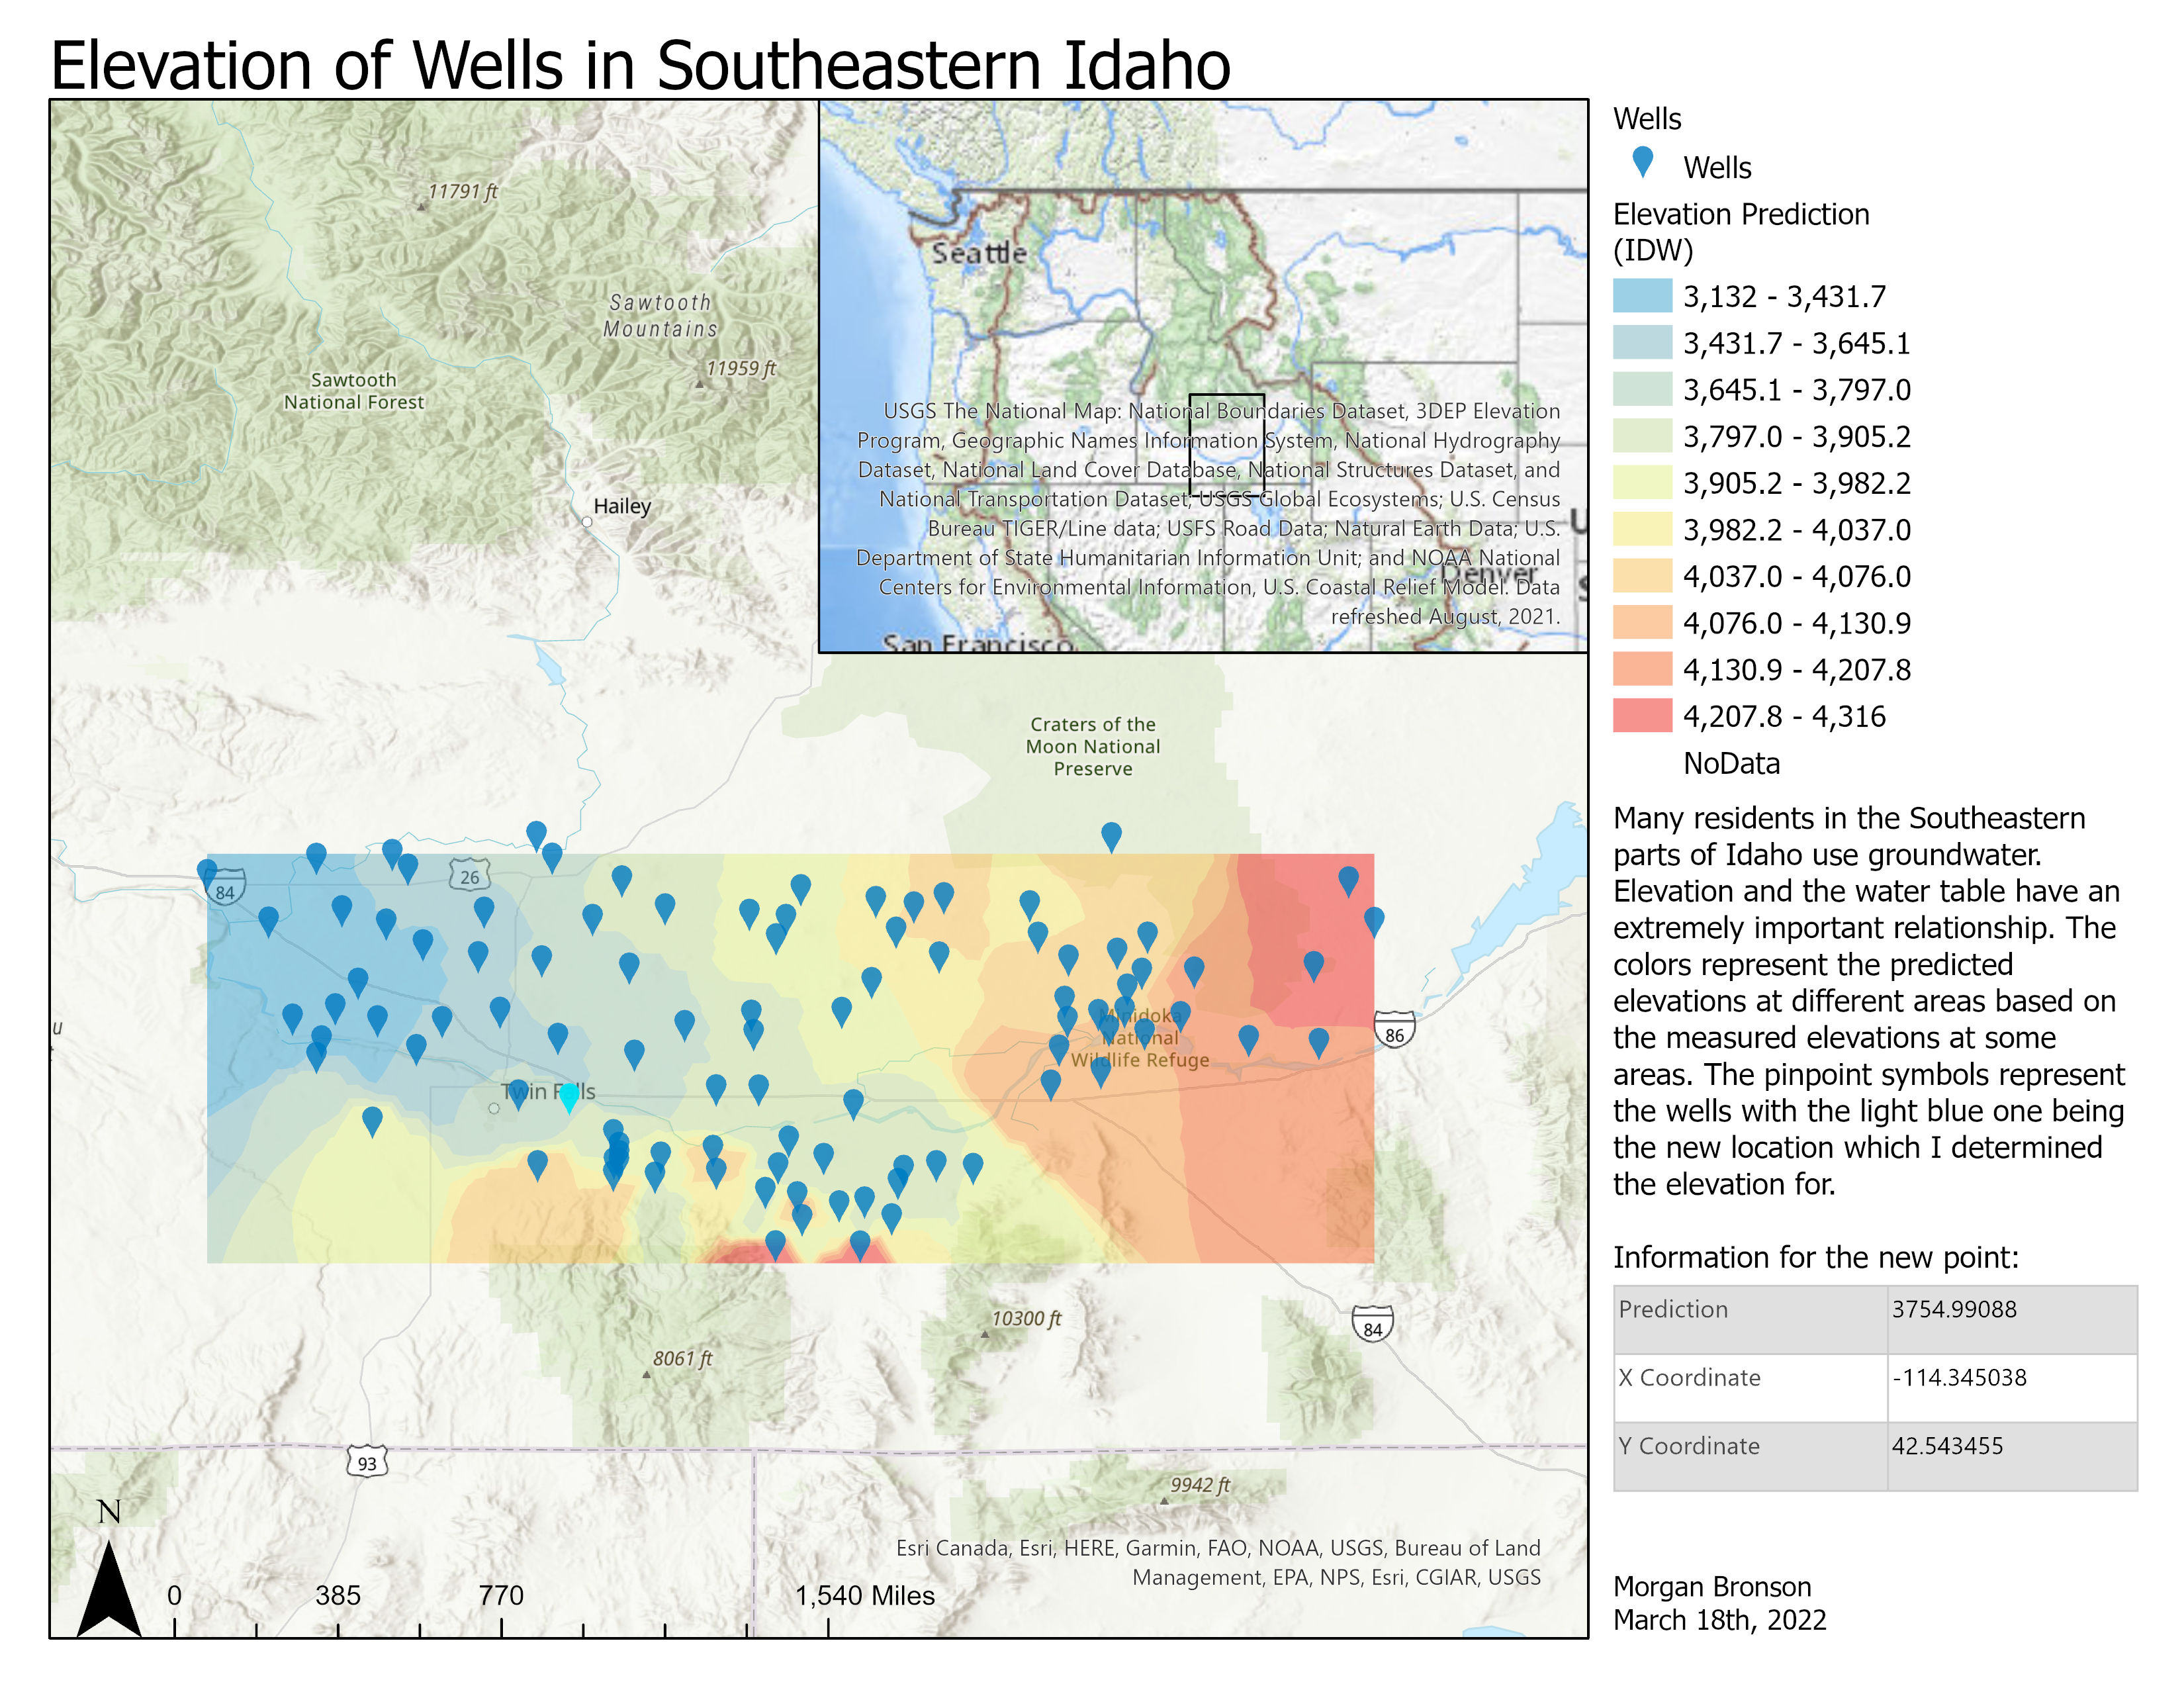 Elevation of Wells in Southeastern Idaho
11791 ft
Sawtooth
Mountains
11959 ft
Sawtooth
National Forest
Hailey
Seattle
USGS The National Map: National Boundaries Dataset, 3DEP Elevation
Program, Geographic Names Information System, National Hydrography
Dataset, National Land Cover Database, National Structures Dataset, and
National Transportation Dataset; USGS Global Ecosystems; U.S. Census
Bureau TIGER/Line data; USFS Road Data; Natural Earth Data; U.S.
Department of State Humanitarian Information Unit; and NOAA National
Centers for Environmental Information, U.S. Coastal Relief Model. Data
refreshed August, 2021.
Denver
San Francisco
Craters of the
Moon National
Preserve
84
26
Minidoka
National
Wildlife Refuge
86
Twin Falls
10300 ft
84
8061 ft
93
9942 ft
N
Esri Canada, Esri, HERE, Garmin, FAO, NOAA, USGS, Bureau of Land
Management, EPA, NPS, Esri, CGIAR, USGS
0 385 770 1,540 Miles
Wells
Wells
Elevation Prediction
(IDW)
3,132 - 3,431.7
3,431.7 - 3,645.1
3,645.1 - 3,797.0
3,797.0 - 3,905.2
3,905.2 - 3,982.2
3,982.2 - 4,037.0
4,037.0 - 4,076.0
4,076.0 - 4,130.9
4,130.9 - 4,207.8
4,207.8 - 4,316
NoData
Many residents in the Southeastern
parts of Idaho use groundwater.
Elevation and the water table have an
extremely important relationship. The
colors represent the predicted
elevations at different areas based on
the measured elevations at some
areas. The pinpoint symbols represent
the wells with the light blue one being
the new location which I determined
the elevation for.
Information for the new point:
Prediction 3754.99088
X Coordinate -114.345038
Y Coordinate 42.543455
Morgan Bronson
March 18th, 2022